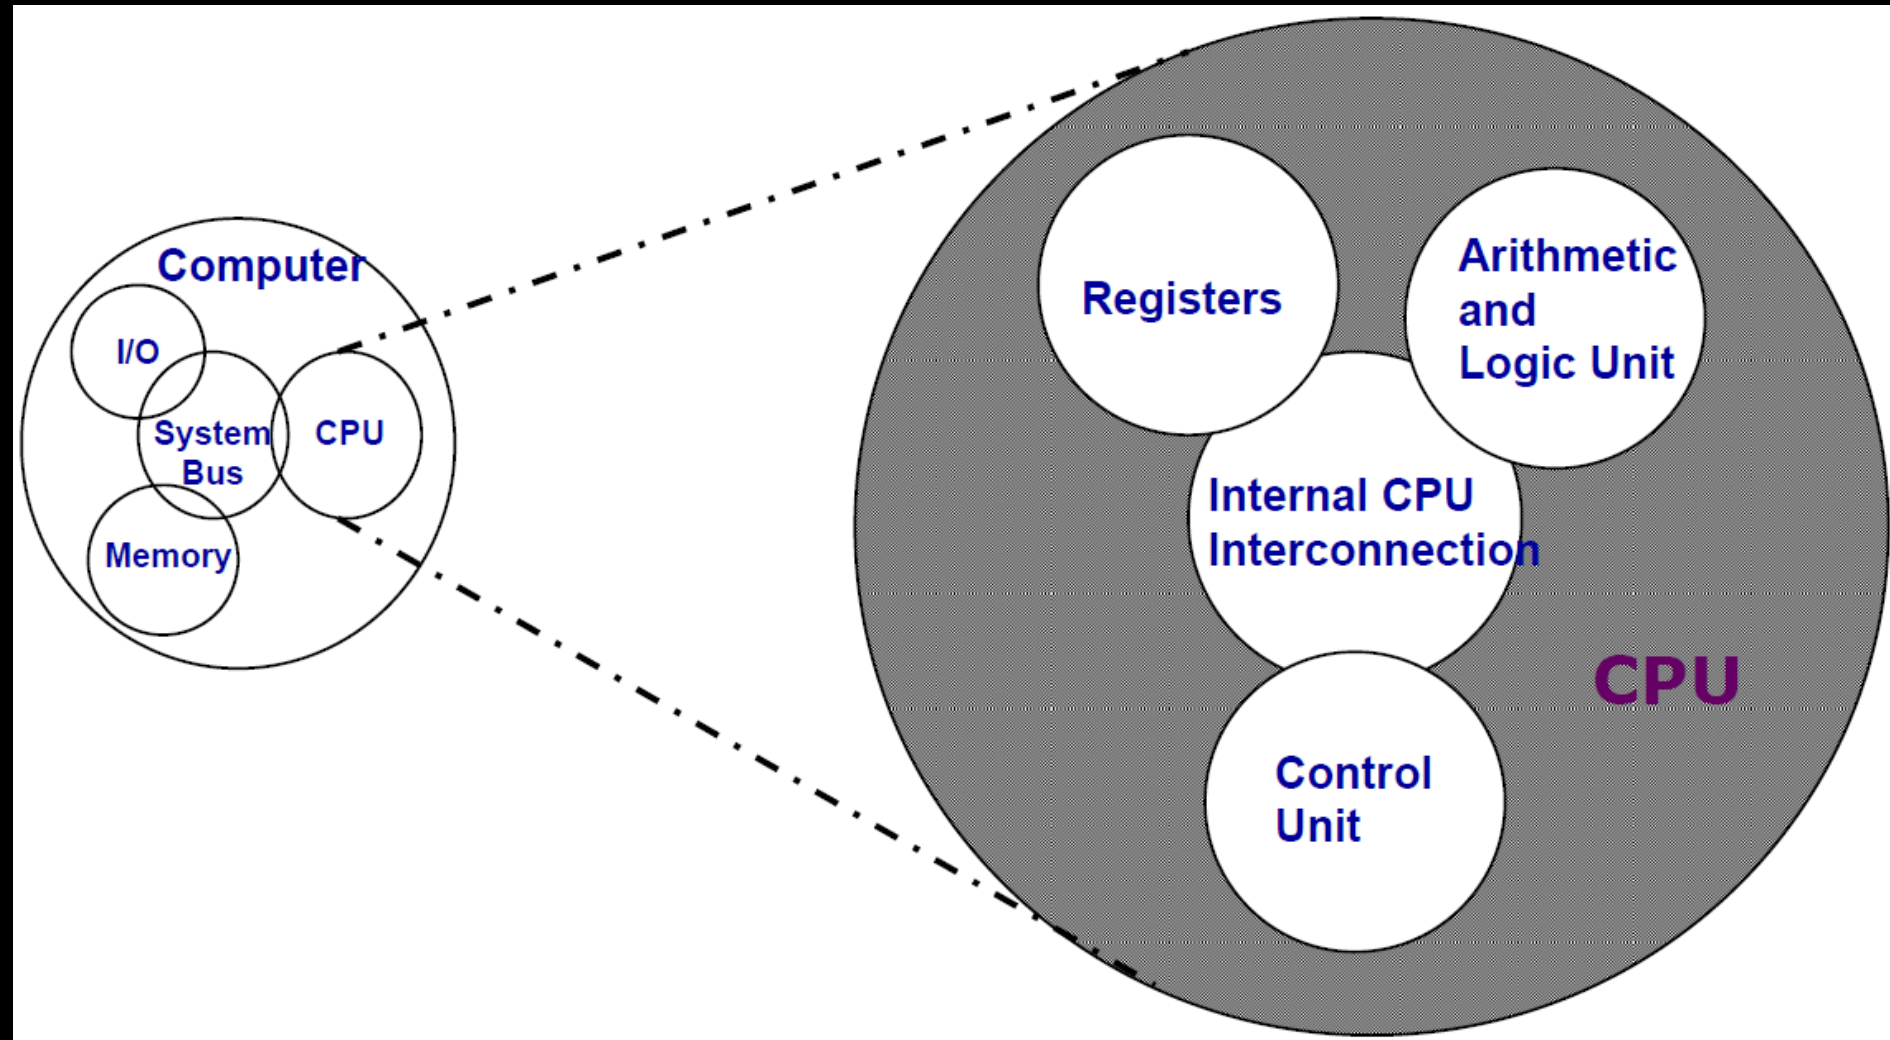 Computer
I/O
System
Bus
CPU
Memory
Registers
Arithmetic
and
Logic Unit
Internal CPU
Interconnection
CPU
Control
Unit